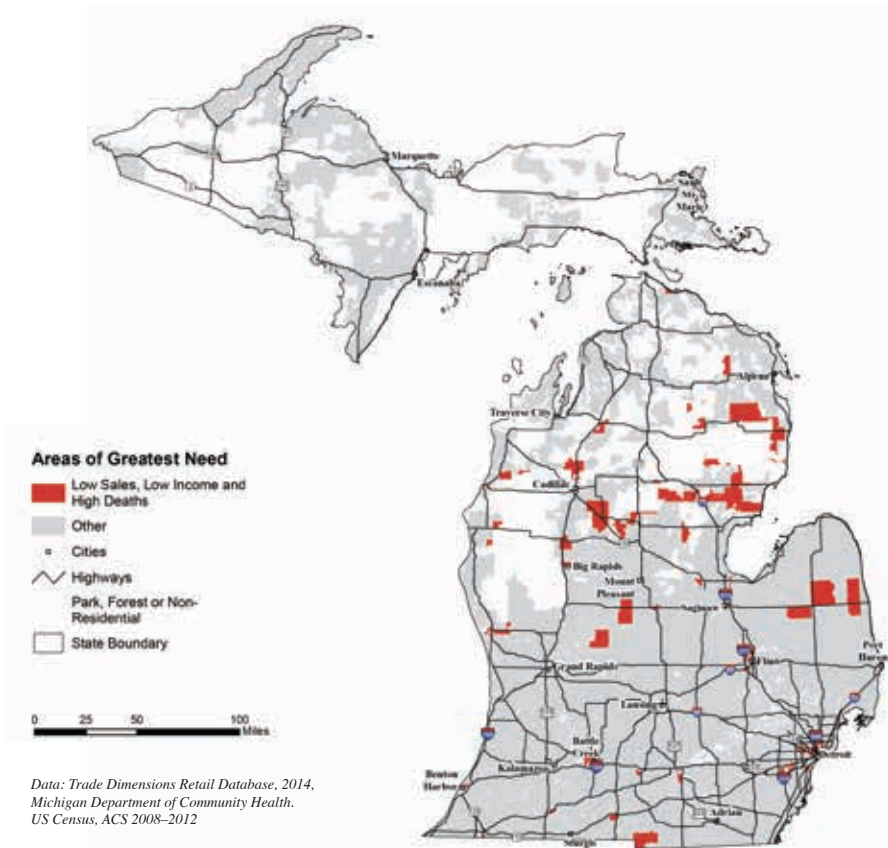 Marquette
Sault
Ste
Marie
Escanaba
Alpena
Traverse City
Cadillac
Big Rapids
Mount
Pleasant
Saginaw
Port
Huron
Flint
Grand Rapids
Lansing
Battle
Creek
Kalamazoo
Detroit
Benton
Harbor
Adrian
Sturgis
Areas of Greatest Need
Low Sales, Low Income and
High Deaths
Other
Cities
Highways
Park, Forest or Non-
Residential
State Boundary
0 25 50 100
Miles
Data: Trade Dimensions Retail Database, 2014,
Michigan Department of Community Health.
US Census, ACS 2008–2012